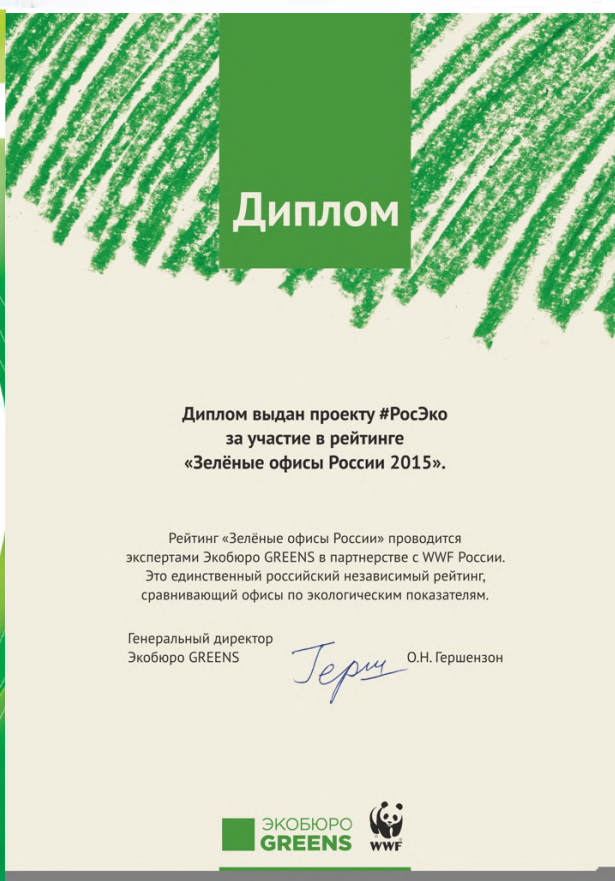 Диплом
Диплом выдан проекту #РосЭко
за участие в рейтинге
«Зелёные офисы России 2015».
Рейтинг «Зелёные офисы России» проводится
экспертами Экобюро GREENS в партнерстве с WWF России.
Это единственный российский независимый рейтинг,
сравнивающий офисы по экологическим показателям.
Генеральный директор
Экобюро GREENS
Герш
О.Н. Гершензон
ЭКОБЮРО
GREENS
WWF